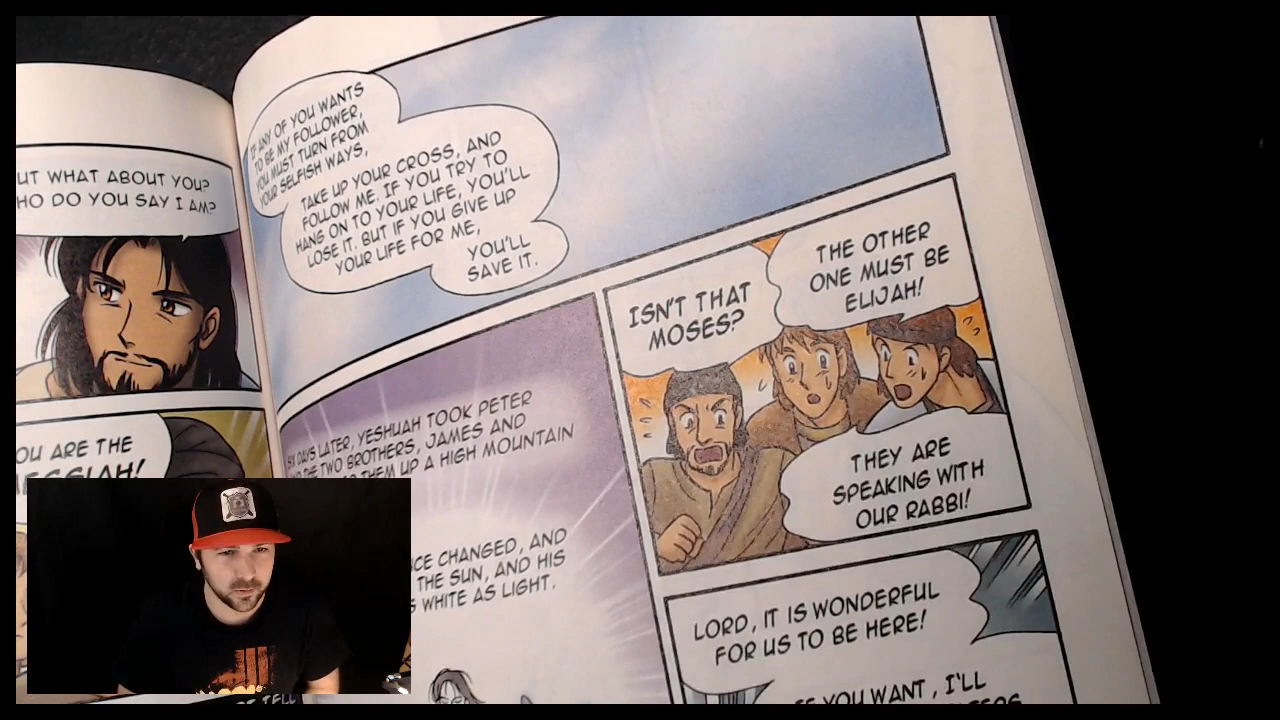 WHAT ABOUT YOU?
DO YOU SAY I AM?
ARE THE
IF ANY OF YOU WANTS
TO BE MY FOLLOWER,
YOU MUST TURN FROM
YOUR SELFISH WAYS,
TAKE UP YOUR CROSS, AND
FOLLOW ME. IF YOU TRY TO
HANG ON TO YOUR LIFE, YOU'LL
LOSE IT. BUT IF YOU GIVE UP
YOUR LIFE FOR ME,
YOU'LL
SAVE IT.
DAYS LATER, YESHUAH TOOK PETER
THE TWO BROTHERS, JAMES AND
THEM UP A HIGH MOUNTAIN
CHANGED, AND
THE SUN, AND HIS
WHITE AS LIGHT.
ISN'T THAT
MOSES?
THE OTHER
ONE MUST BE
ELIJAH!
THEY ARE
SPEAKING WITH
OUR RABBI!
LORD, IT IS WONDERFUL
FOR US TO BE HERE!
YOU WANT, I'LL